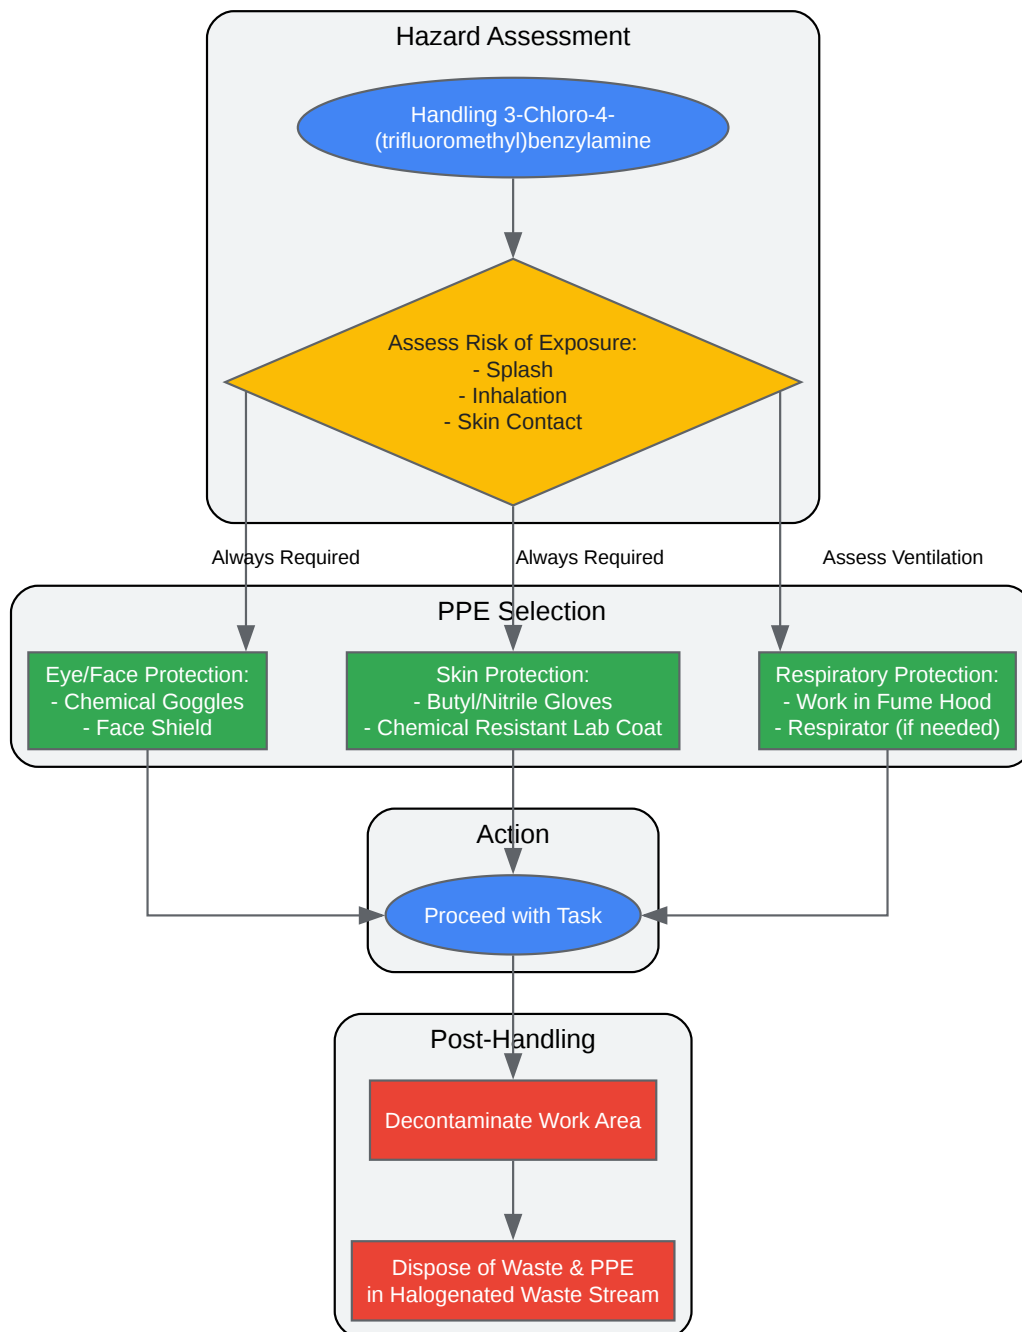 Hazard Assessment
Handling 3-Chloro-4-
(trifluoromethyl)benzylamine
Assess Risk of Exposure:
- Splash
- Inhalation
- Skin Contact
Always Required
Always Required
Assess Ventilation
PPE Selection
Eye/Face Protection:
- Chemical Goggles
- Face Shield
Skin Protection:
- Butyl/Nitrile Gloves
- Chemical Resistant Lab Coat
Respiratory Protection:
- Work in Fume Hood
- Respirator (if needed)
Action
Proceed with Task
Post-Handling
Decontaminate Work Area
Dispose of Waste & PPE
in Halogenated Waste Stream